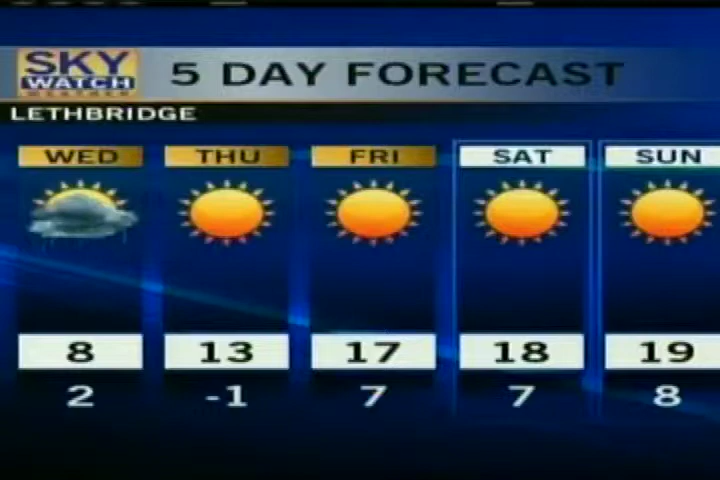 SKY
WATCH
WEATHER
5 DAY FORECAST
LETHBRIDGE
WED THU FRI SAT SUN
8 13 17 18 19
2 -1 7 7 8